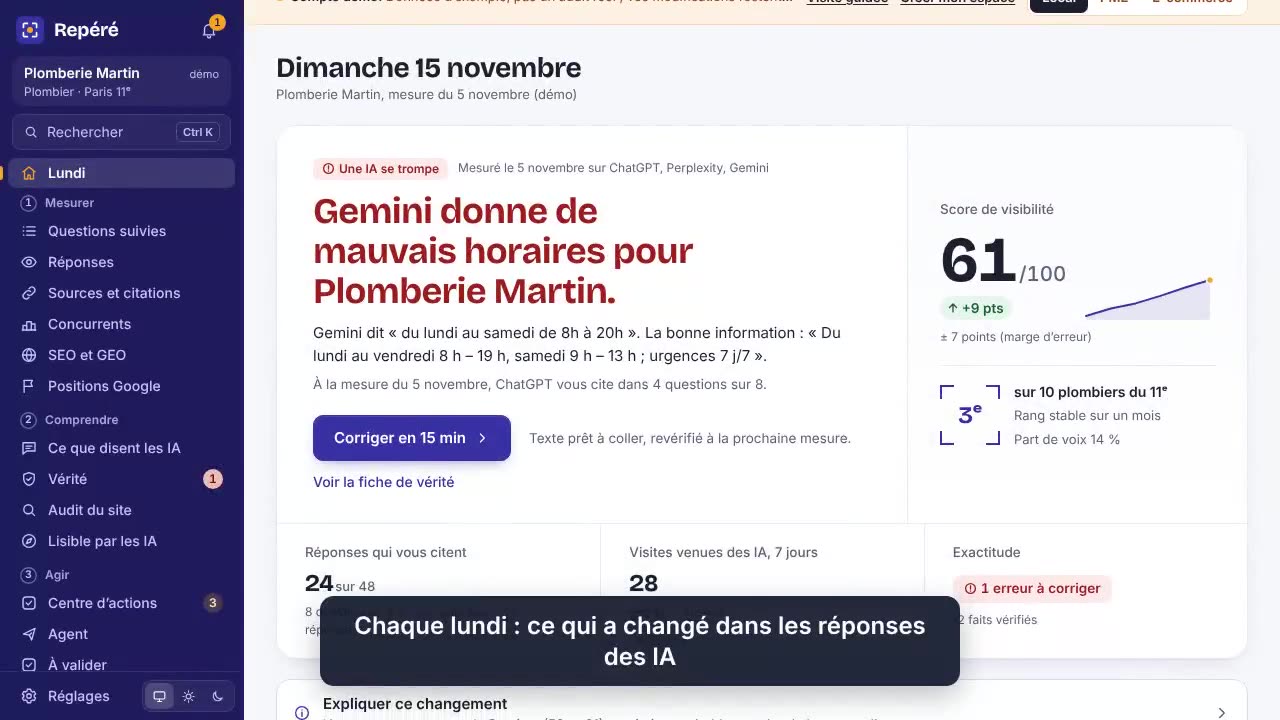 Repéré
1
Plomberie Martin
démo
Plombier · Paris 11ᵉ
Rechercher
Ctrl K
Lundi
1 Mesurer
Questions suivies
Réponses
Sources et citations
Concurrents
SEO et GEO
Positions Google
2 Comprendre
Ce que disent les IA
Vérité
1
Audit du site
Lisible par les IA
3 Agir
Centre d’actions
3
Agent
À valider
Réglages
Dimanche 15 novembre
Plomberie Martin, mesure du 5 novembre (démo)
Une IA se trompe
Mesuré le 5 novembre sur ChatGPT, Perplexity, Gemini
Gemini donne de
mauvais horaires pour
Plomberie Martin.
Gemini dit « du lundi au samedi de 8h à 20h ». La bonne information : « Du
lundi au vendredi 8 h – 19 h, samedi 9 h – 13 h ; urgences 7 j/7 ».
À la mesure du 5 novembre, ChatGPT vous cite dans 4 questions sur 8.
Corriger en 15 min
Texte prêt à coller, revérifié à la prochaine mesure.
Voir la fiche de vérité
Score de visibilité
61/100
↑ +9 pts
± 7 points (marge d’erreur)
3ᵉ
sur 10 plombiers du 11ᵉ
Rang stable sur un mois
Part de voix 14 %
Réponses qui vous citent
24 sur 48
Visites venues des IA, 7 jours
28
Exactitude
1 erreur à corriger
faits vérifiés
Chaque lundi : ce qui a changé dans les réponses
des IA
Expliquer ce changement